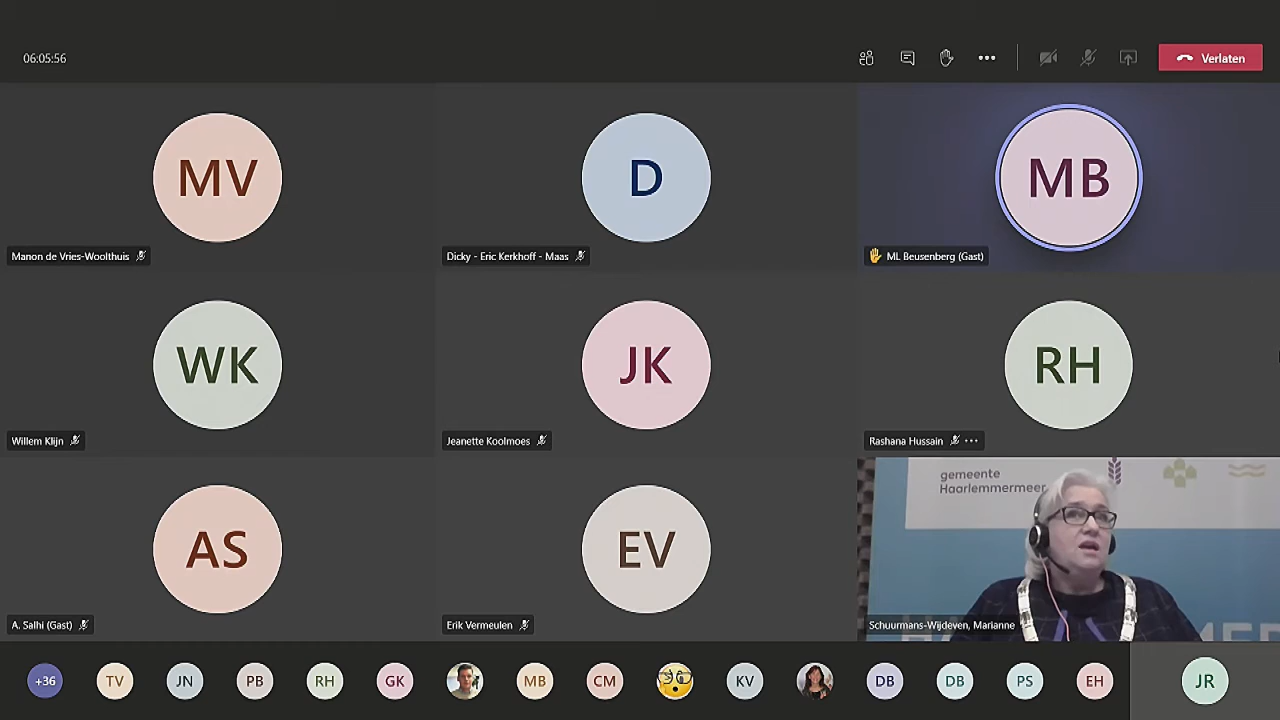 06:05:56
Verlaten
MV
D
MB
Manon de Vries-Woolthuis
Dicky - Eric Kerkhoff - Maas
ML Beusenberg (Gast)
WK
JK
RH
Willem Klijn
Jeanette Koolmoes
Rashana Hussain
AS
EV
gemeente
Haarlemmermeer
A. Salhi (Gast)
Erik Vermeulen
Schuurmans-Wijdeven, Marianne
+36
TV
JN
PB
RH
GK
MB
CM
KV
DB
DB
PS
EH
JR